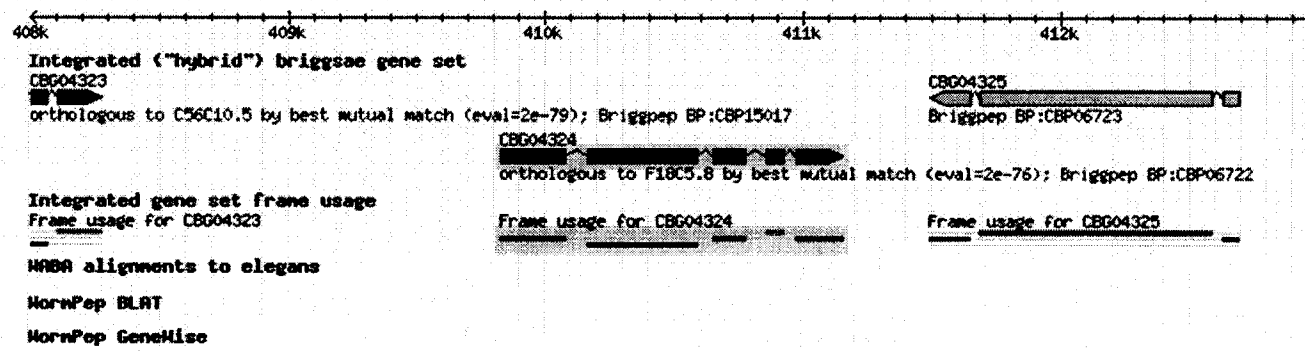 408k 409k 410k 411k 412k
Integrated ("hybrid") briggsae gene set
CBG04323 CBG04325
orthologous to C56C10.5 by best mutual match (eval=2e-79); Briggpep BP:CBP15017 Briggpep BP:CBP06723
CBG04324
orthologous to F18C5.8 by best mutual match (eval=2e-76); Briggpep BP:CBP06722
Integrated gene set frame usage
Frame usage for CBG04323 Frame usage for CBG04324 Frame usage for CBG04325
WABA alignments to elegans
WormPep BLAT
WormPep GeneWise